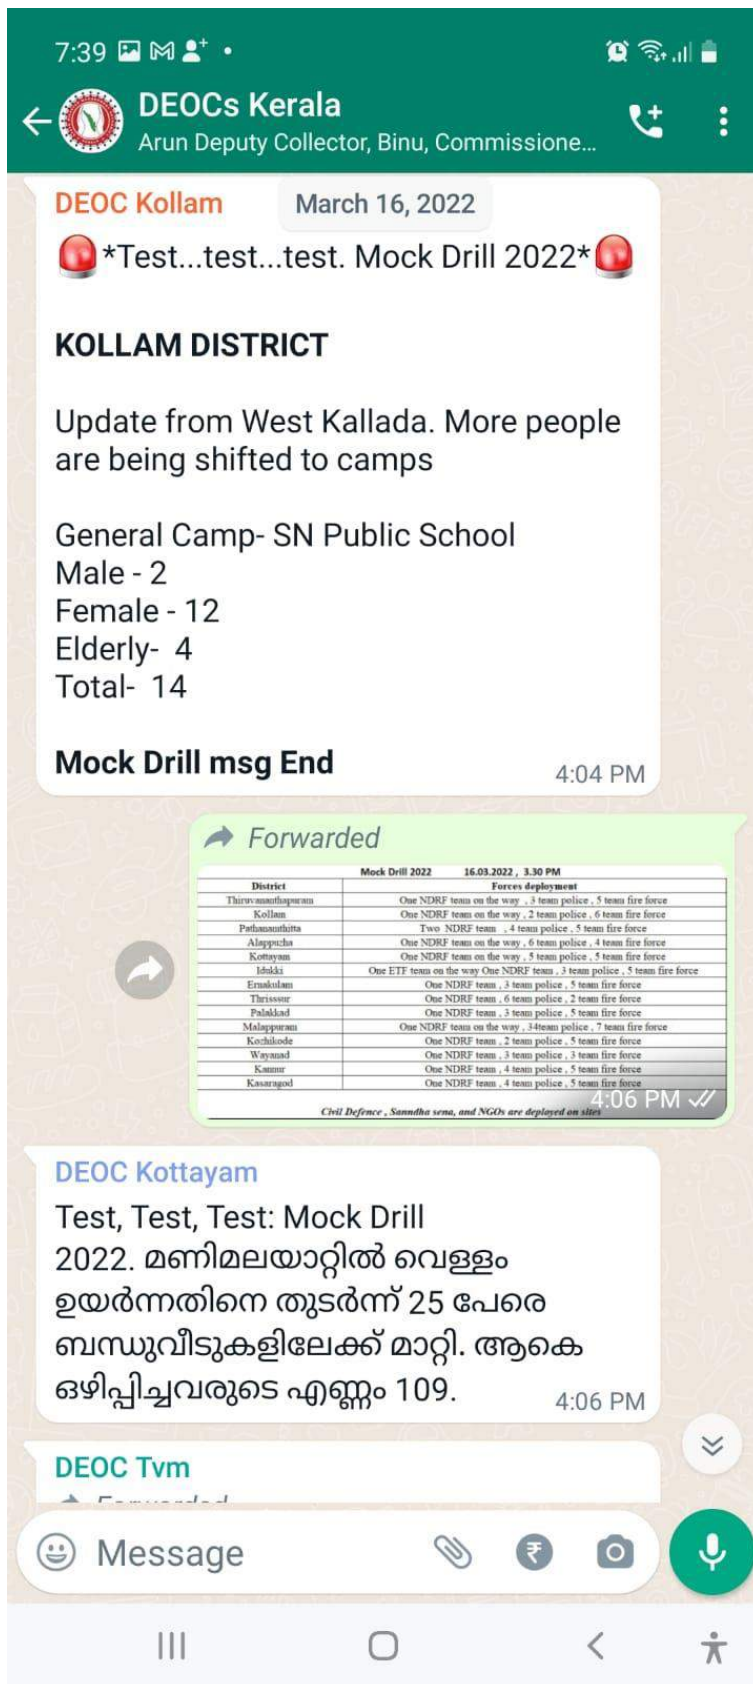 7:39
DEOCs Kerala
Arun Deputy Collector, Binu, Commissione...
DEOC Kollam
March 16, 2022
*Test...test...test. Mock Drill 2022*
KOLLAM DISTRICT
Update from West Kallada. More people
are being shifted to camps
General Camp- SN Public School
Male - 2
Female - 12
Elderly- 4
Total- 14
Mock Drill msg End
4:04 PM
Forwarded
Mock Drill 2022 16.03.2022 , 3.30 PM
District Forces deployment
Thiruvananthapuram One NDRF team on the way , 3 team police , 5 team fire force
Kollam One NDRF team on the way , 2 team police , 6 team fire force
Pathanamthitta Two NDRF team , 4 team police , 5 team fire force
Alappuzha One NDRF team on the way , 6 team police , 4 team fire force
Kottayam One NDRF team on the way , 5 team police , 5 team fire force
Idukki One ETF team on the way One NDRF team , 3 team police , 5 team fire force
Ernakulam One NDRF team , 3 team police , 5 team fire force
Thrisssur One NDRF team , 6 team police , 2 team fire force
Palakkad One NDRF team , 3 team police , 5 team fire force
Malappuram One NDRF team on the way , 34team police , 7 team fire force
Kozhikode One NDRF team , 2 team police , 5 team fire force
Wayanad One NDRF team , 3 team police , 3 team fire force
Kannur One NDRF team , 4 team police , 5 team fire force
Kasaragod One NDRF team , 4 team police , 5 team fire force
4:06 PM
Civil Defence , Sanndha sena, and NGOs are deployed on sites
DEOC Kottayam
Test, Test, Test: Mock Drill
2022. മണിമലയാറ്റിൽ വെള്ളം
ഉയർന്നതിനെ തുടർന്ന് 25 പേരെ
ബന്ധുവീടുകളിലേക്ക് മാറ്റി. ആകെ
ഒഴിപ്പിച്ചവരുടെ എണ്ണം 109.
4:06 PM
DEOC Tvm
Forwarded
Message